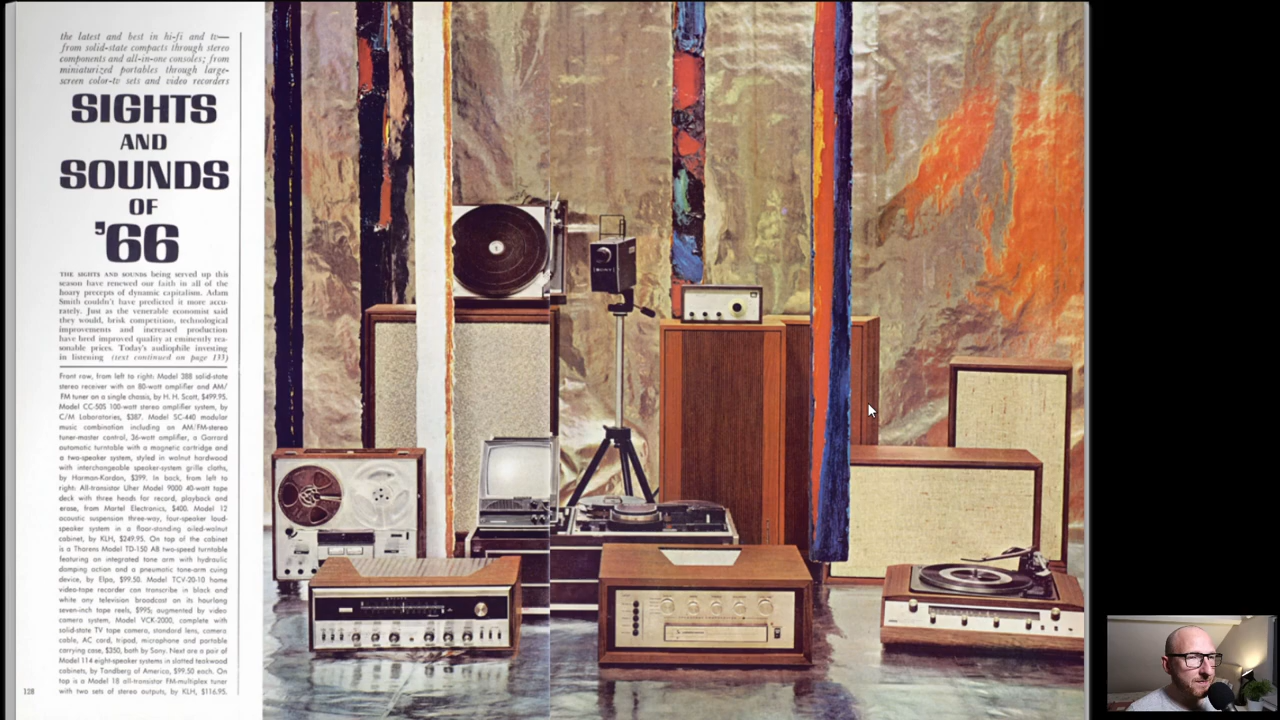 the latest and best in hi-fi and tv—
from solid-state compacts through stereo
components and all-in-one consoles; from
miniaturized portables through large-
screen color-tv sets and video recorders
SIGHTS
AND
SOUNDS
OF
'66
THE SIGHTS AND SOUNDS being served up this
season have renewed our faith in all of the
hoary precepts of dynamic capitalism. Adam
Smith couldn't have predicted it more accu-
rately. Just as the venerable economist said
they would, brisk competition, technological
improvements and increased production
have bred improved quality at eminently rea-
sonable prices. Today's audiophile investing
in listening (text continued on page 133)
Front row, from left to right: Model 388 solid-state
stereo receiver with an 80-watt amplifier and AM/
FM tuner on a single chassis, by H. H. Scott, $499.95.
Model CC-50S 100-watt stereo amplifier system, by
C/M Laboratories, $387. Model SC-440 modular
music combination including an AM/FM-stereo
tuner-master control, 36-watt amplifier, a Garrard
automatic turntable with a magnetic cartridge and
a two-speaker system, styled in walnut hardwood
with interchangeable speaker-system grille cloths,
by Harman-Kardon, $399. In back, from left to
right: All-transistor Uher Model 9000 40-watt tape
deck with three heads for record, playback and
erase, from Martel Electronics, $400. Model 12
acoustic suspension three-way, four-speaker loud-
speaker system in a floor-standing oiled-walnut
cabinet, by KLH, $249.95. On top of the cabinet
is a Thorens Model TD-150 AB two-speed turntable
featuring an integrated tone arm with hydraulic
damping action and a pneumatic tone-arm cuing
device, by Elpa, $99.50. Model TCV-20-10 home
video-tape recorder can transcribe in black and
white any television broadcast on its hourlong
seven-inch tape reels, $995; augmented by video
camera system, Model VCK-2000, complete with
solid-state TV tape camera, standard lens, camera
cable, AC cord, tripod, microphone and portable
carrying case, $350, both by Sony. Next are a pair of
Model 114 eight-speaker systems in slatted teakwood
cabinets, by Tandberg of America, $99.50 each. On
top is a Model 18 all-transistor FM-multiplex tuner
with two sets of stereo outputs, by KLH, $116.95.
128
SONY